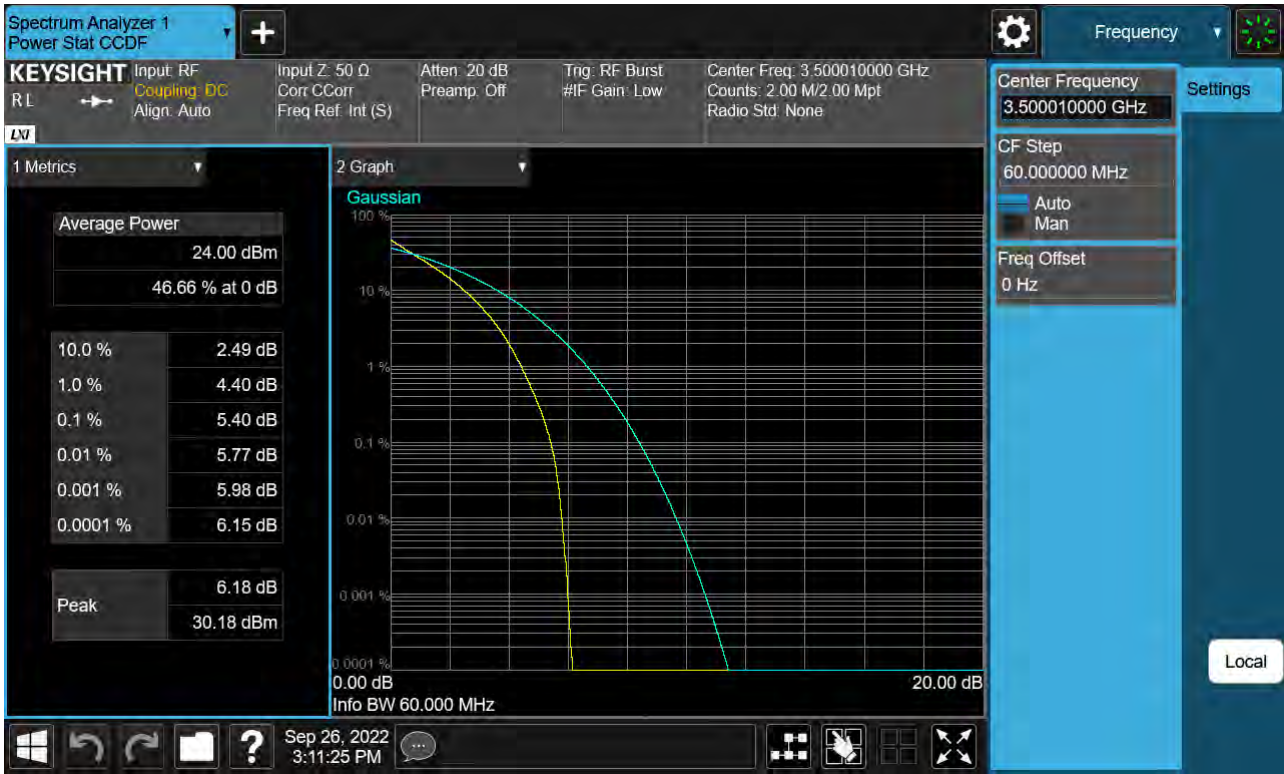 Spectrum Analyzer 1
Power Stat CCDF
+
Frequency
KEYSIGHT
RL
LXI
Input: RF
Coupling: DC
Align: Auto
Input Z: 50 Ω
Corr CCorr
Freq Ref: Int (S)
Atten: 20 dB
Preamp: Off
Trig: RF Burst
#IF Gain: Low
Center Freq: 3.500010000 GHz
Counts: 2.00 M/2.00 Mpt
Radio Std: None
Center Frequency
3.500010000 GHz
Settings
CF Step
60.000000 MHz
Auto
Man
Freq Offset
0 Hz
1 Metrics
Average Power
24.00 dBm
46.66 % at 0 dB
10.0 % 2.49 dB
1.0 % 4.40 dB
0.1 % 5.40 dB
0.01 % 5.77 dB
0.001 % 5.98 dB
0.0001 % 6.15 dB
Peak
6.18 dB
30.18 dBm
2 Graph
Gaussian
100 %
10 %
1 %
0.1 %
0.01 %
0.001 %
0.0001 %
0.00 dB 20.00 dB
Info BW 60.000 MHz
Local
?
Sep 26, 2022
3:11:25 PM